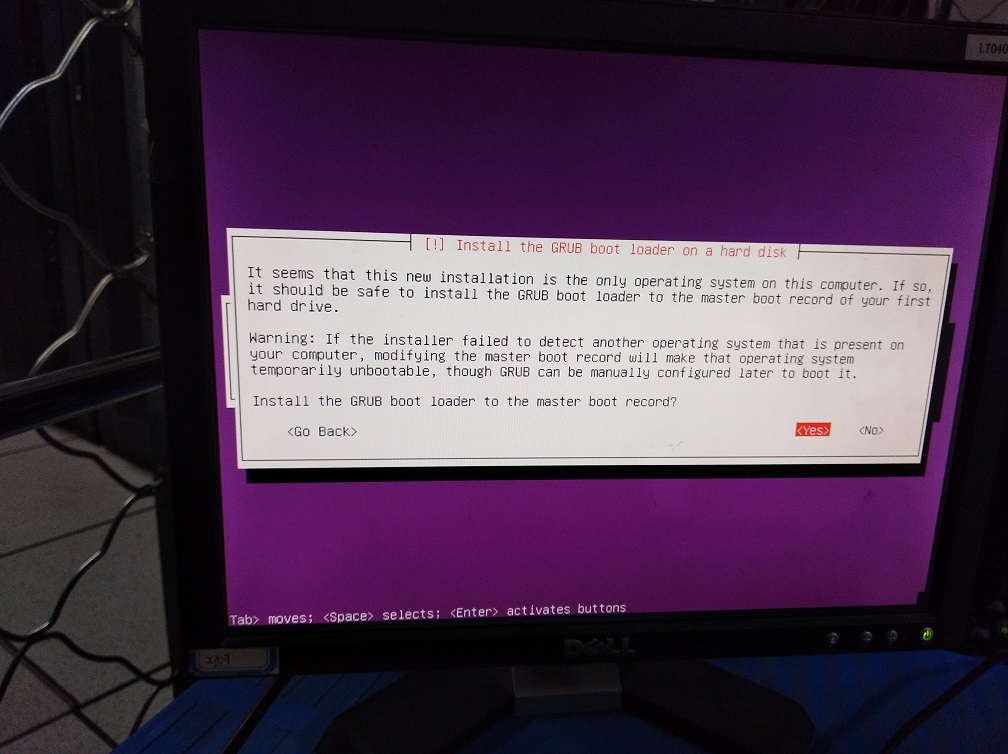 LT040
[!] Install the GRUB boot loader on a hard disk
It seems that this new installation is the only operating system on this computer. If so,
it should be safe to install the GRUB boot loader to the master boot record of your first
hard drive.
Warning: If the installer failed to detect another operating system that is present on
your computer, modifying the master boot record will make that operating system
temporarily unbootable, though GRUB can be manually configured later to boot it.
Install the GRUB boot loader to the master boot record?
<Go Back> <Yes> <No>
Tab> moves; <Space> selects; <Enter> activates buttons
DELL